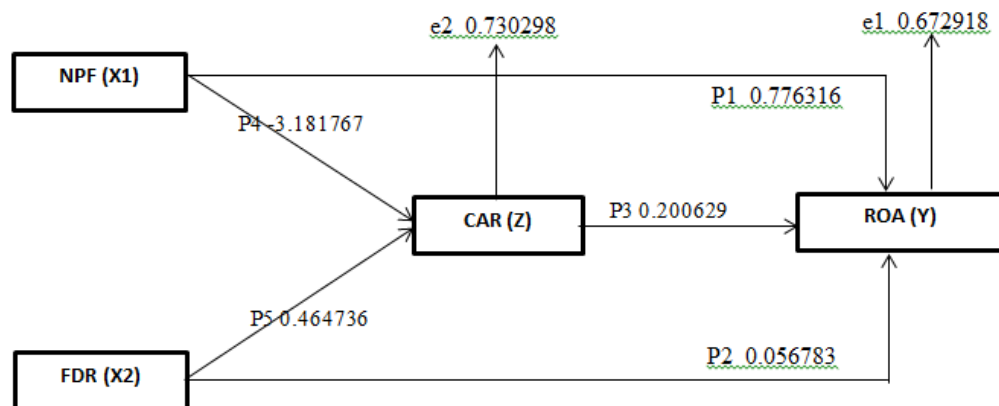 e2 0.730298
e1 0.672918
NPF (X1)
P1 0.776316
P4 -3.181767
CAR (Z)
P3 0.200629
ROA (Y)
P5 0.464736
P2 0.056783
FDR (X2)